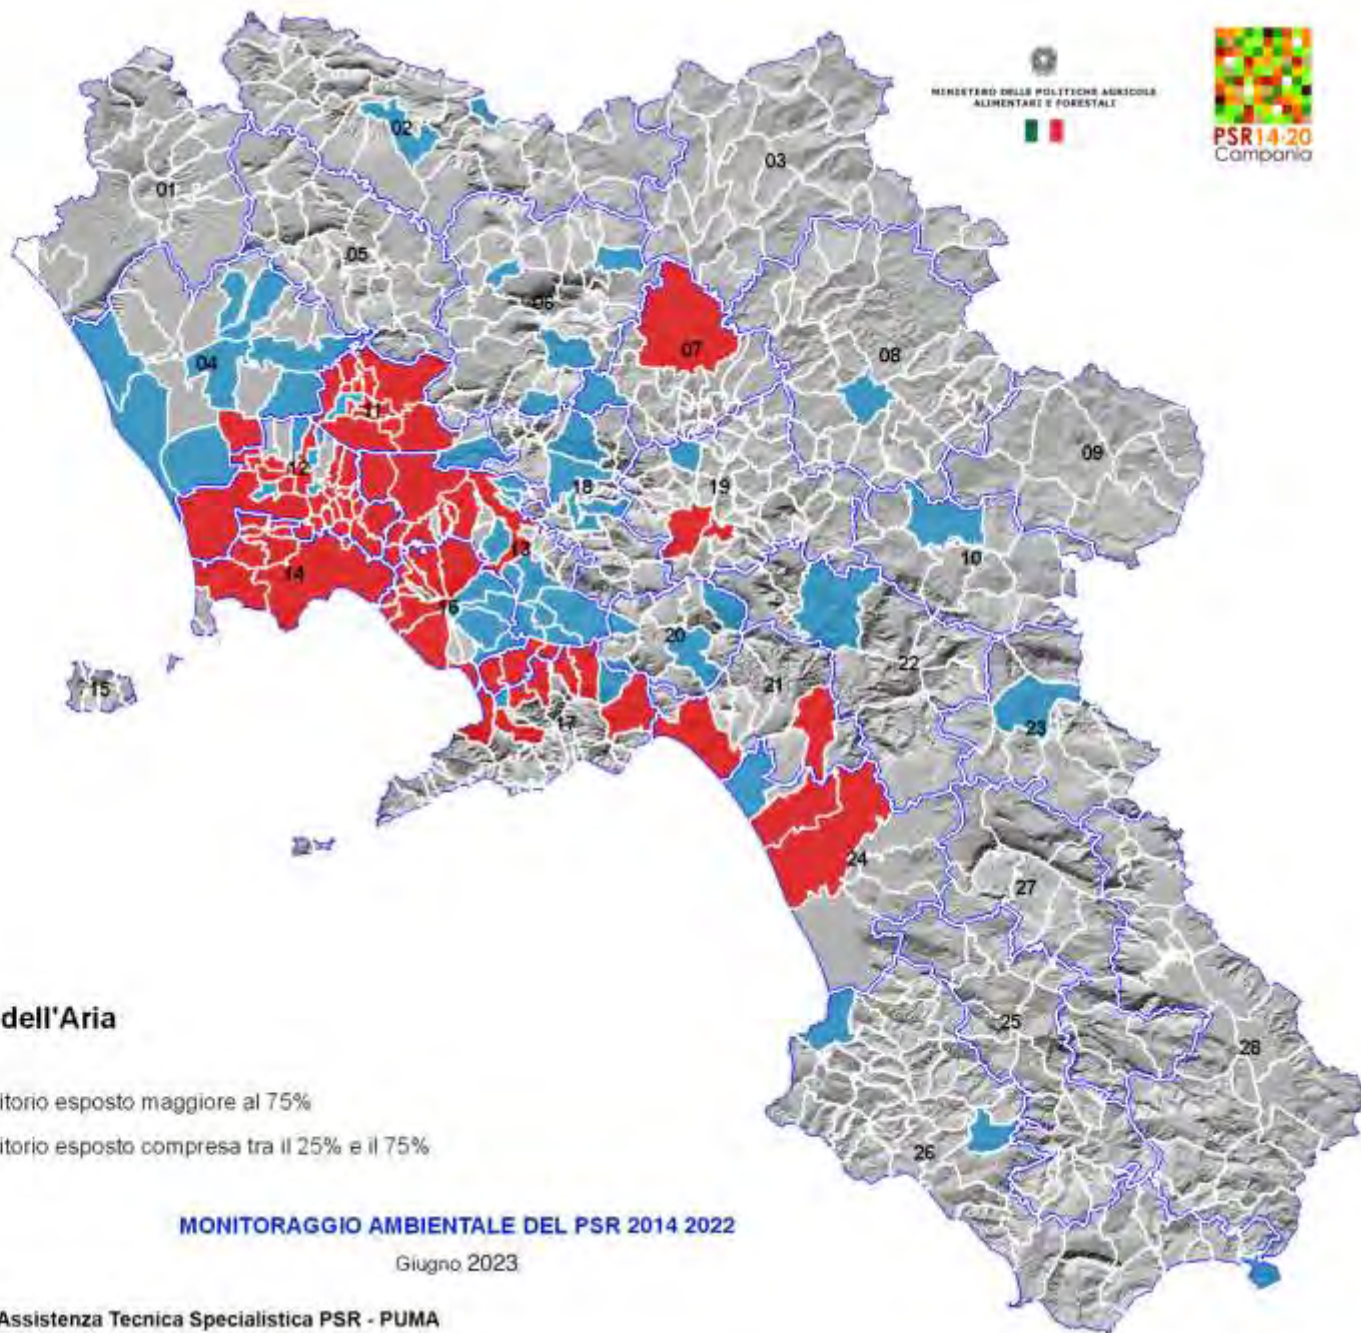 MINISTERO DELLE POLITICHE AGRICOLE
ALIMENTARI E FORESTALI
PSR14-20
Campania
02
03
01
05
06
07
08
04
11
09
12
18
19
13
10
14
16
20
22
15
21
23
17
24
27
25
28
26
dell'Aria
itorio esposto maggiore al 75%
itorio esposto compresa tra il 25% e il 75%
MONITORAGGIO AMBIENTALE DEL PSR 2014 2022
Giugno 2023
Assistenza Tecnica Specialistica PSR - PUMA